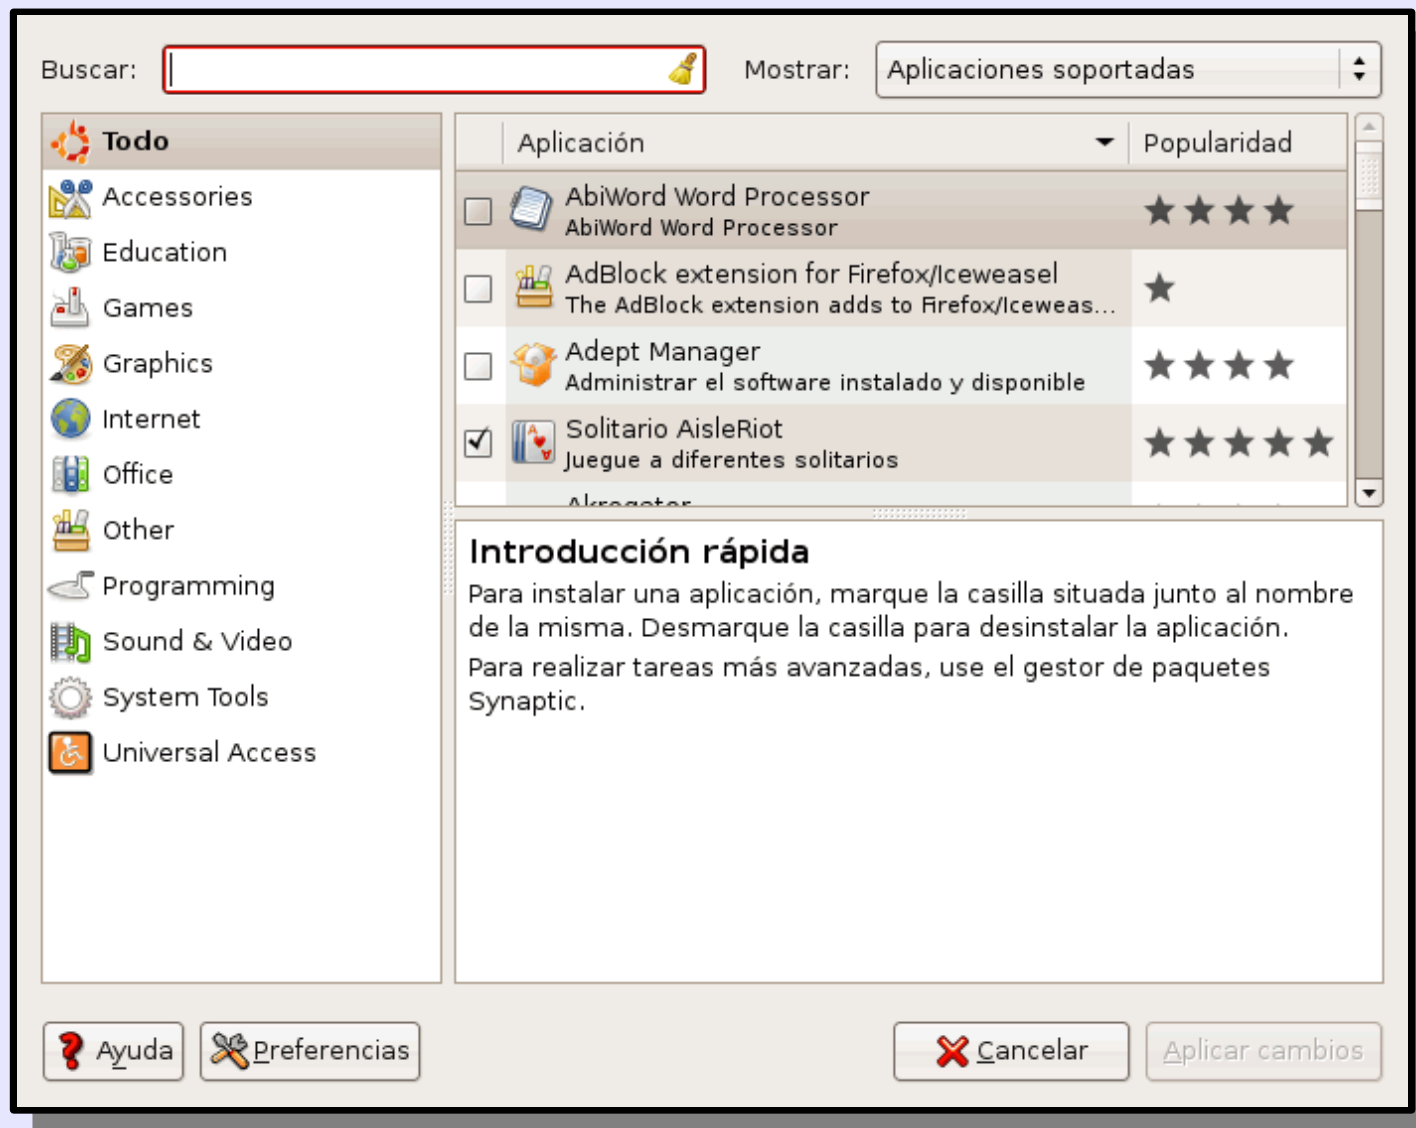 Buscar:
Mostrar: Aplicaciones soportadas
Todo
Accessories
Education
Games
Graphics
Internet
Office
Other
Programming
Sound & Video
System Tools
Universal Access
Aplicación Popularidad
AbiWord Word Processor
AbiWord Word Processor
AdBlock extension for Firefox/Iceweasel
The AdBlock extension adds to Firefox/Iceweas...
Adept Manager
Administrar el software instalado y disponible
Solitario AisleRiot
Juegue a diferentes solitarios
Akregator
Introducción rápida
Para instalar una aplicación, marque la casilla situada junto al nombre
de la misma. Desmarque la casilla para desinstalar la aplicación.
Para realizar tareas más avanzadas, use el gestor de paquetes
Synaptic.
Ayuda
Preferencias
Cancelar
Aplicar cambios